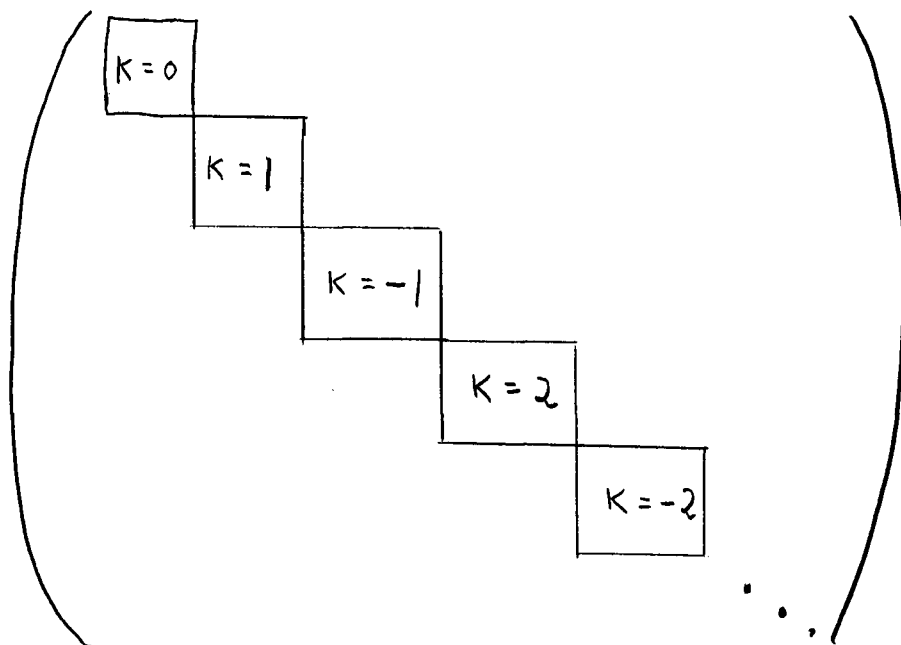 K = 0
K = 1
K = -1
K = 2
K = -2